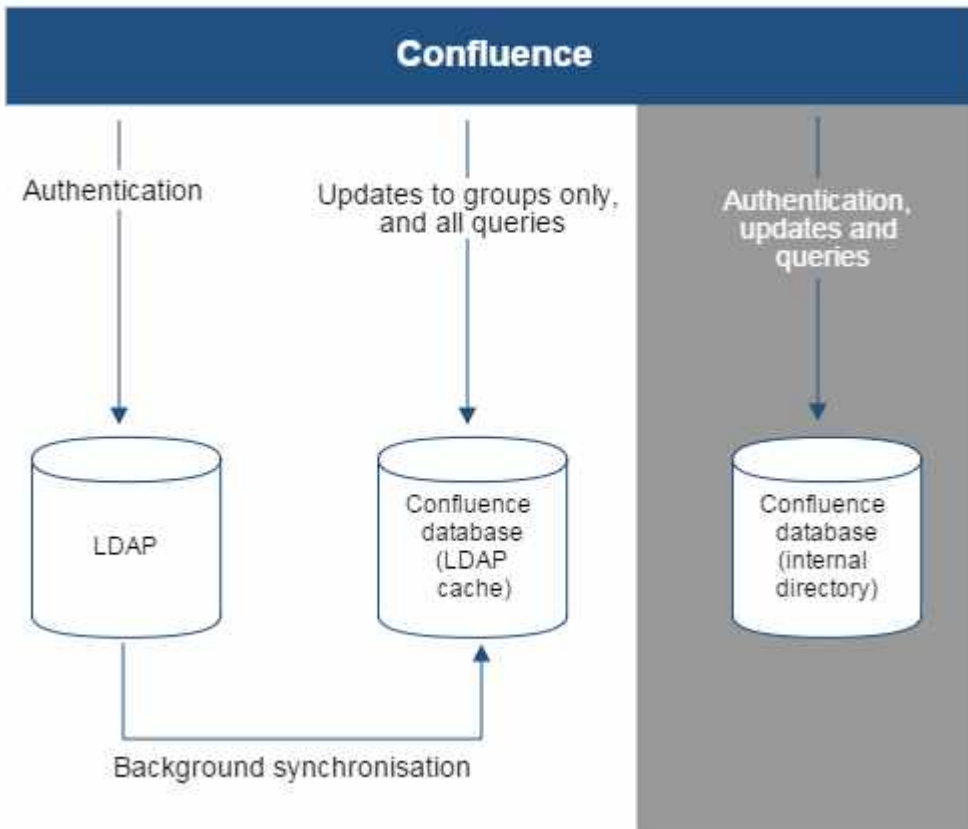 Confluence
Authentication
Updates to groups only,
and all queries
Authentication,
updates and
queries
LDAP
Confluence
database
(LDAP
cache)
Confluence
database
(internal
directory)
Background synchronisation